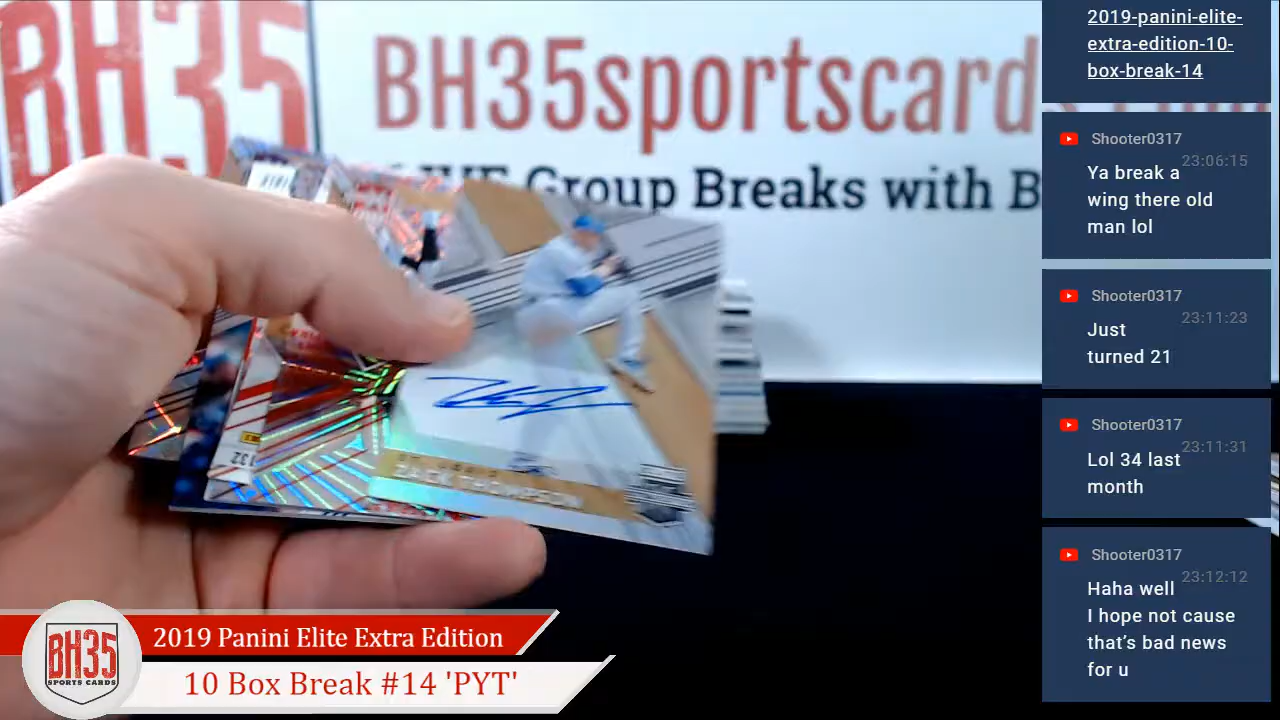 BH35
BH35sportscards
Group Breaks with B
132
ZACK THOMPSON
2019-panini-elite-
extra-edition-10-
box-break-14
Shooter0317
23:06:15
Ya break a
wing there old
man lol
Shooter0317
23:11:23
Just
turned 21
Shooter0317
23:11:31
Lol 34 last
month
Shooter0317
23:12:12
Haha well
I hope not cause
that's bad news
for u
BH35
SPORTS CARDS
2019 Panini Elite Extra Edition
10 Box Break #14 'PYT'